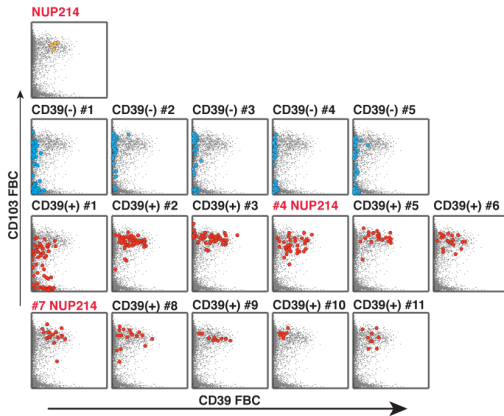 NUP214
CD39(-) #1 CD39(-) #2 CD39(-) #3 CD39(-) #4 CD39(-) #5
CD39(+) #1 CD39(+) #2 CD39(+) #3 #4 NUP214 CD39(+) #5 CD39(+) #6
#7 NUP214 CD39(+) #8 CD39(+) #9 CD39(+) #10 CD39(+) #11
CD103 FBC
CD39 FBC